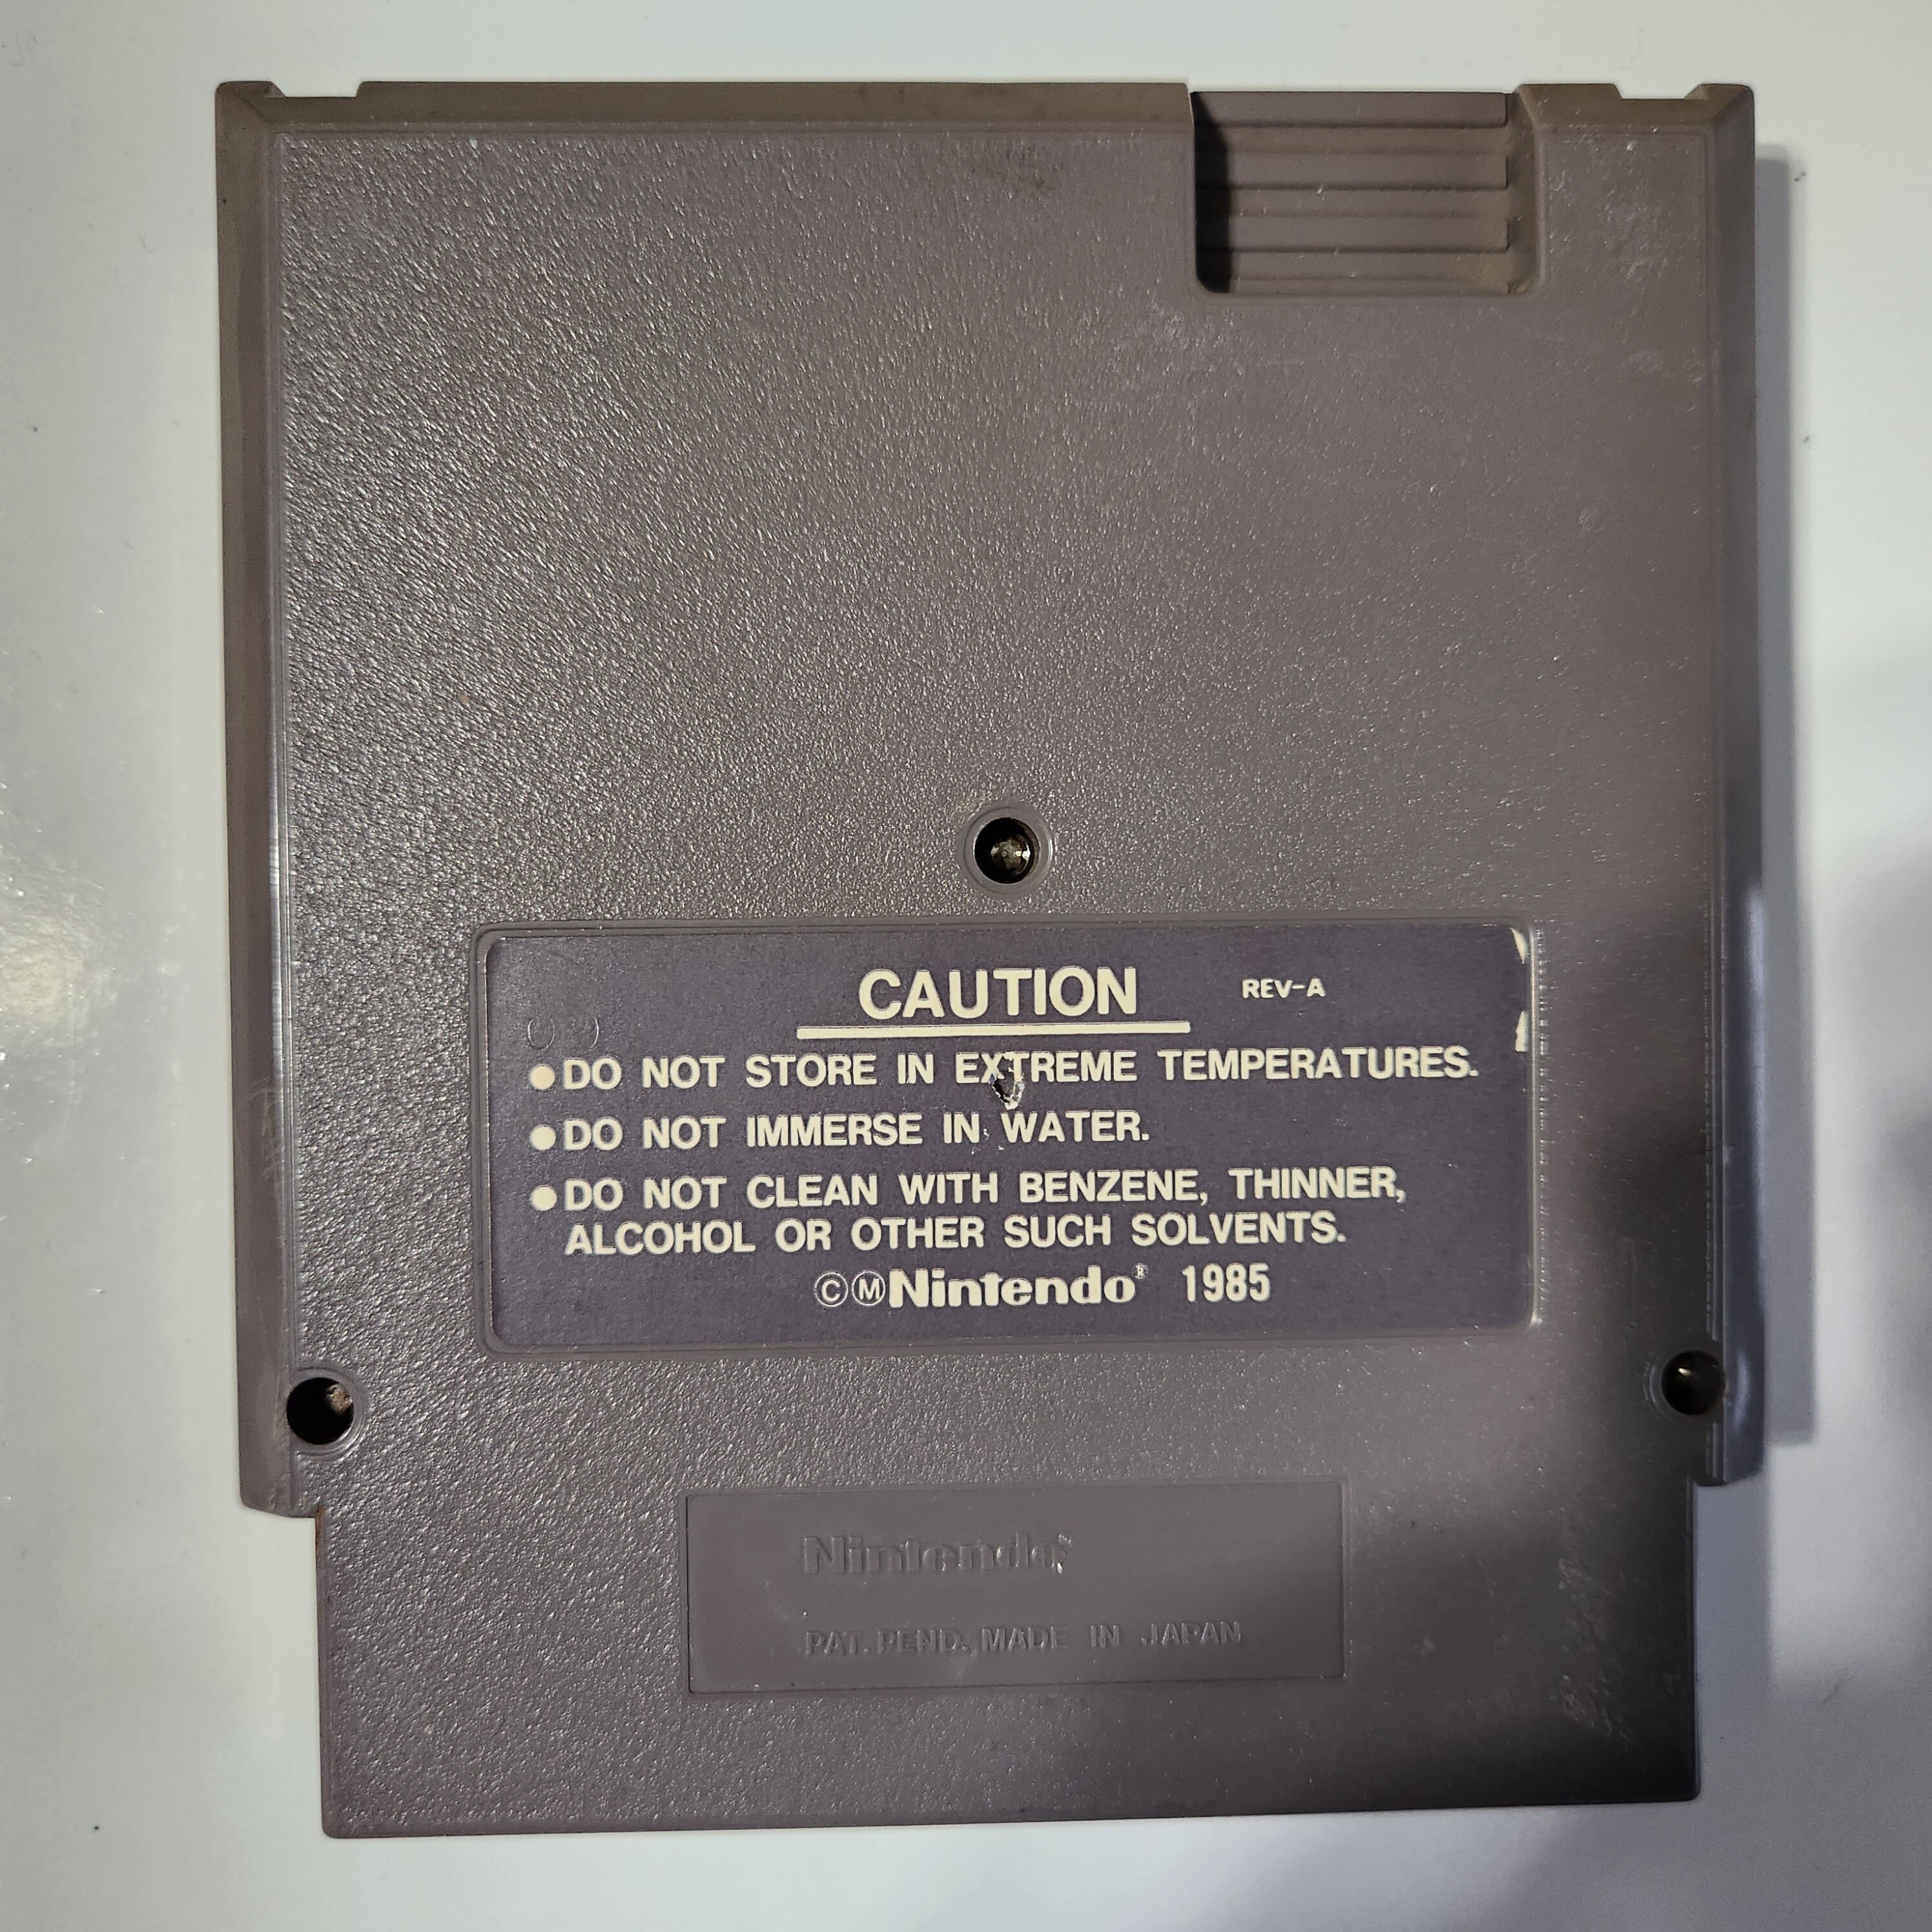 CAUTION REV-A
●DO NOT STORE IN EXTREME TEMPERATURES.
●DO NOT IMMERSE IN WATER.
●DO NOT CLEAN WITH BENZENE, THINNER,
ALCOHOL OR OTHER SUCH SOLVENTS.
©ⓂNintendo® 1985
Nintendo®
PAT. PEND., MADE IN JAPAN